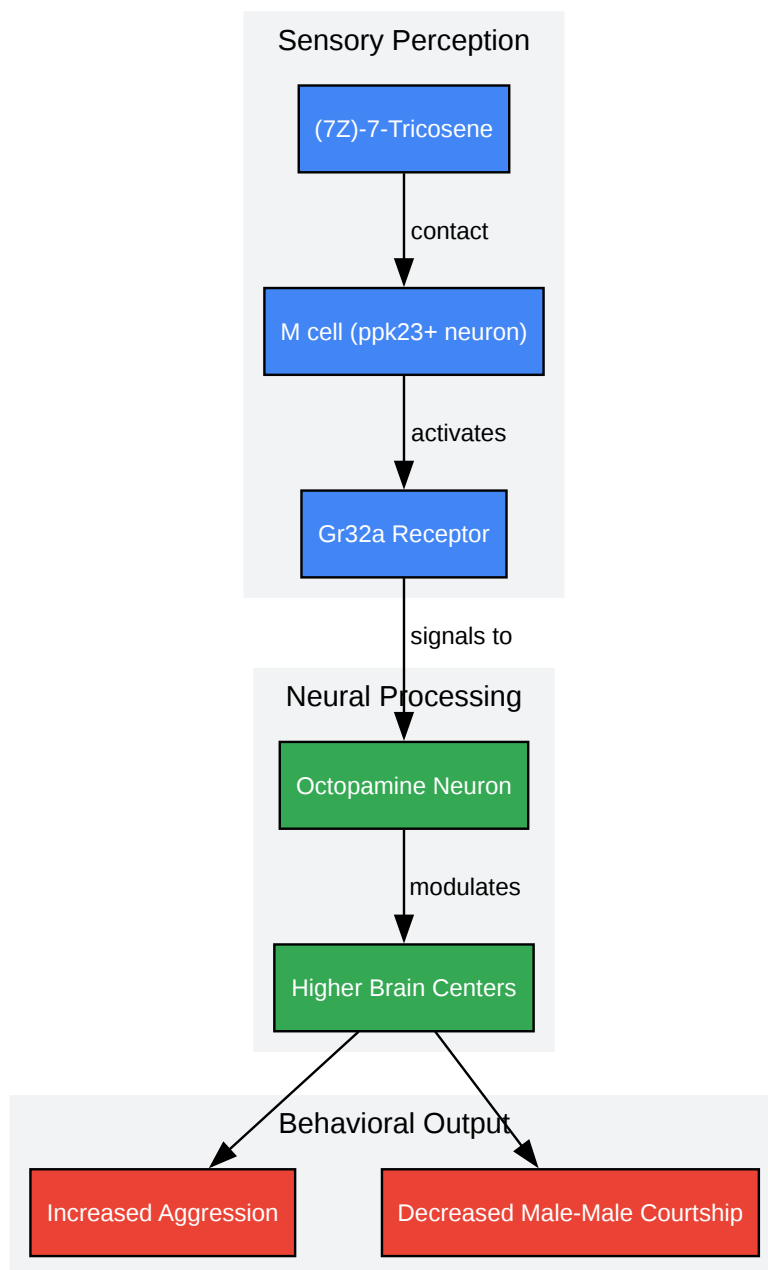 Sensory Perception
(7Z)-7-Tricosene
contact
M cell (ppk23+ neuron)
activates
Gr32a Receptor
signals to
Neural Processing
Octopamine Neuron
modulates
Higher Brain Centers
Behavioral Output
Increased Aggression
Decreased Male-Male Courtship